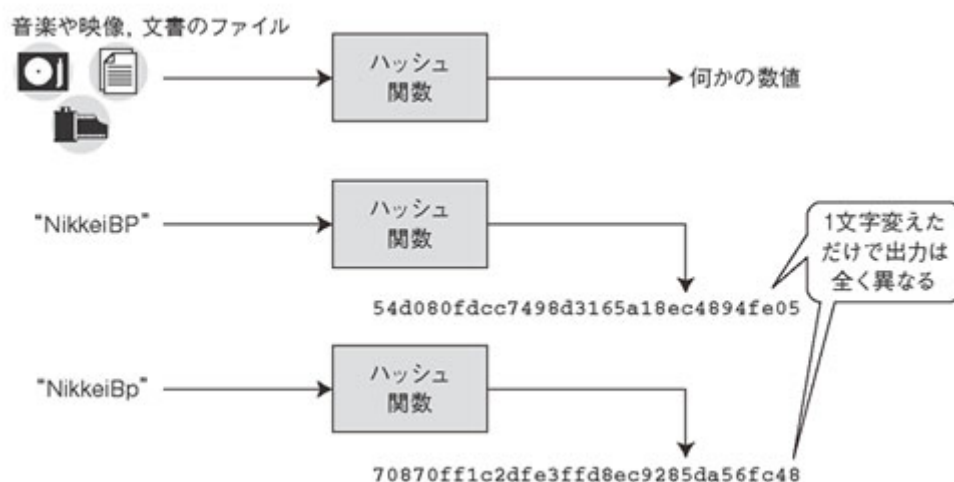 音楽や映像，文書のファイル
ハッシュ
関数
何かの数値
"NikkeiBP"
ハッシュ
関数
1文字変えた
だけで出力は
全く異なる
54d080fdcc7498d3165a18ec4894fe05
"NikkeiBp"
ハッシュ
関数
70870ff1c2dfe3ffd8ec9285da56fc48